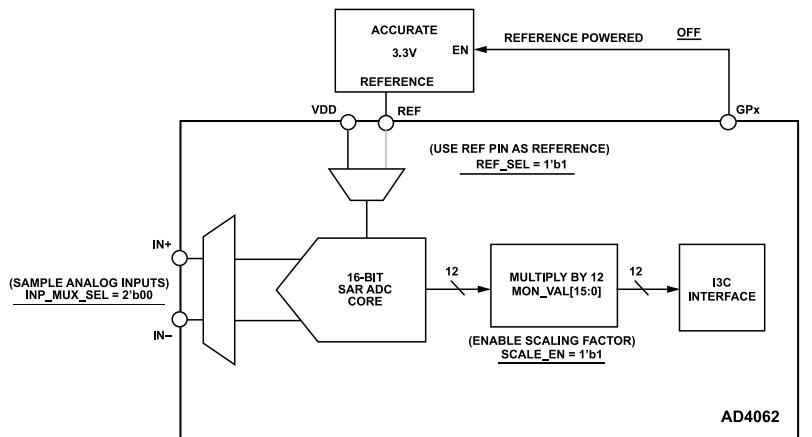 ACCURATE
3.3V
EN
REFERENCE
REFERENCE POWERED OFF
VDD
REF
GPx
(USE REF PIN AS REFERENCE)
REF_SEL = 1'b1
IN+
(SAMPLE ANALOG INPUTS)
INP_MUX_SEL = 2'b00
IN–
16-BIT
SAR ADC
CORE
12
MULTIPLY BY 12
MON_VAL[15:0]
12
I3C
INTERFACE
(ENABLE SCALING FACTOR)
SCALE_EN = 1'b1
AD4062